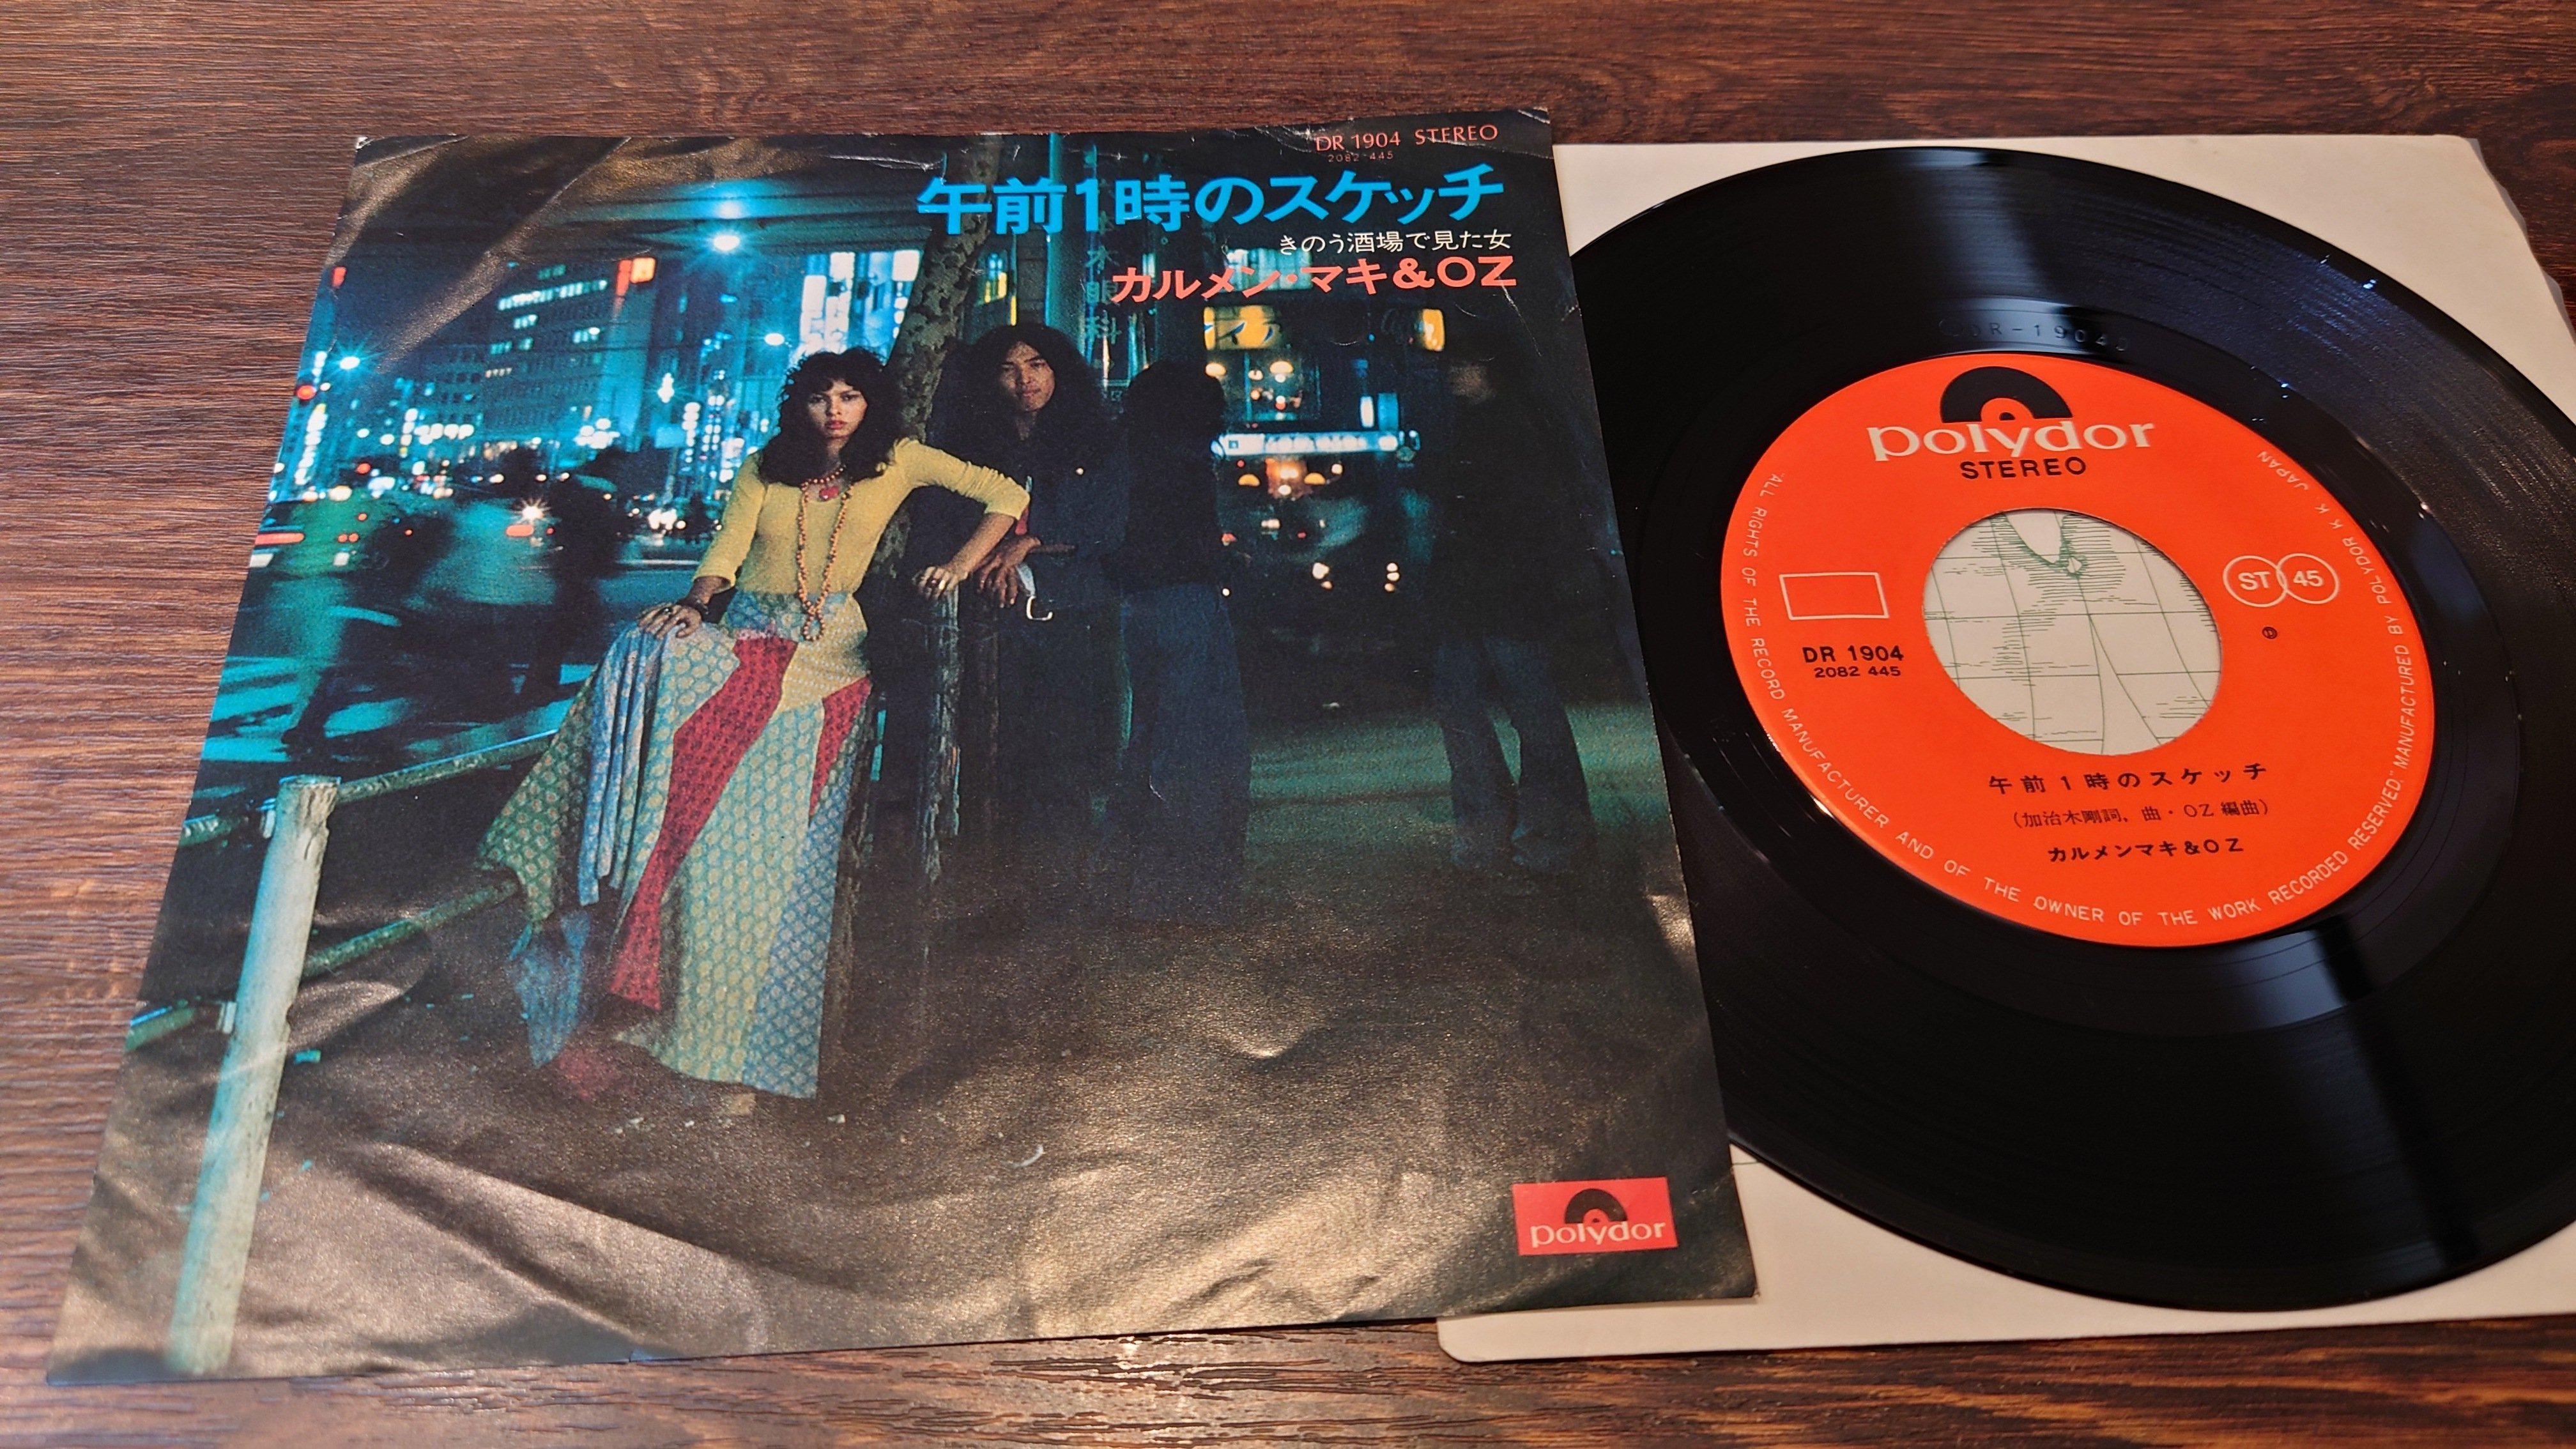 DR 1904 STEREO
2082 445
午前1時のスケッチ
きのう酒場で見た女
カルメン・マキ&OZ
眼科
polydor
DR-1904
polydor
STEREO
ST 45
DR 1904
2082 445
午前1時のスケッチ
(加治木剛詞、曲・OZ編曲)
カルメンマキ&OZ
ALL RIGHTS OF THE RECORD MANUFACTURER AND OF THE OWNER OF THE WORK RECORDED RESERVED. MANUFACTURED BY POLYDOR K.K. JAPAN